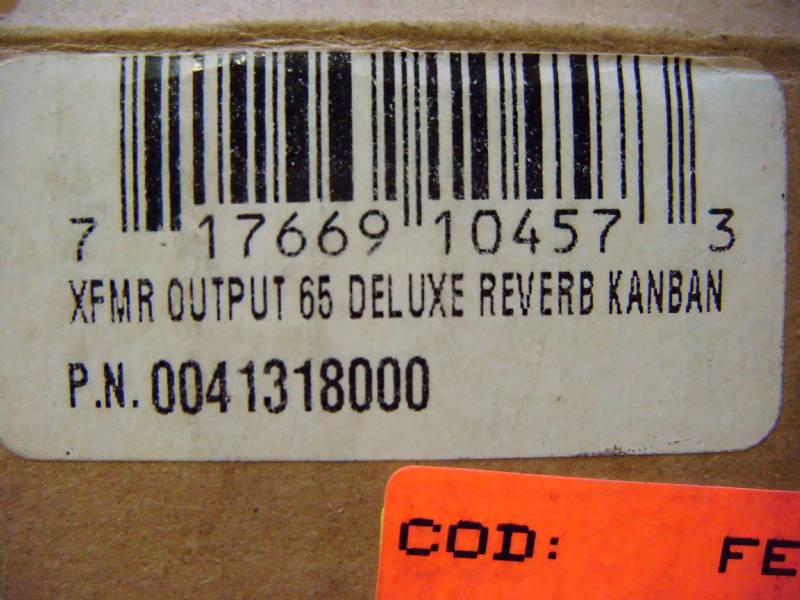 7 17669 10457 3
XFMR OUTPUT 65 DELUXE REVERB KANBAN
P.N. 0041318000
COD: FE